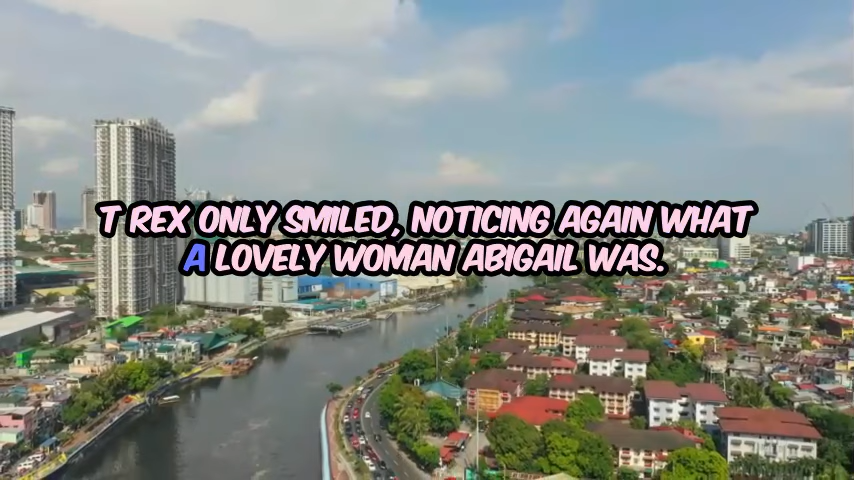 T REX ONLY SMILED, NOTICING AGAIN WHAT
A LOVELY WOMAN ABIGAIL WAS.